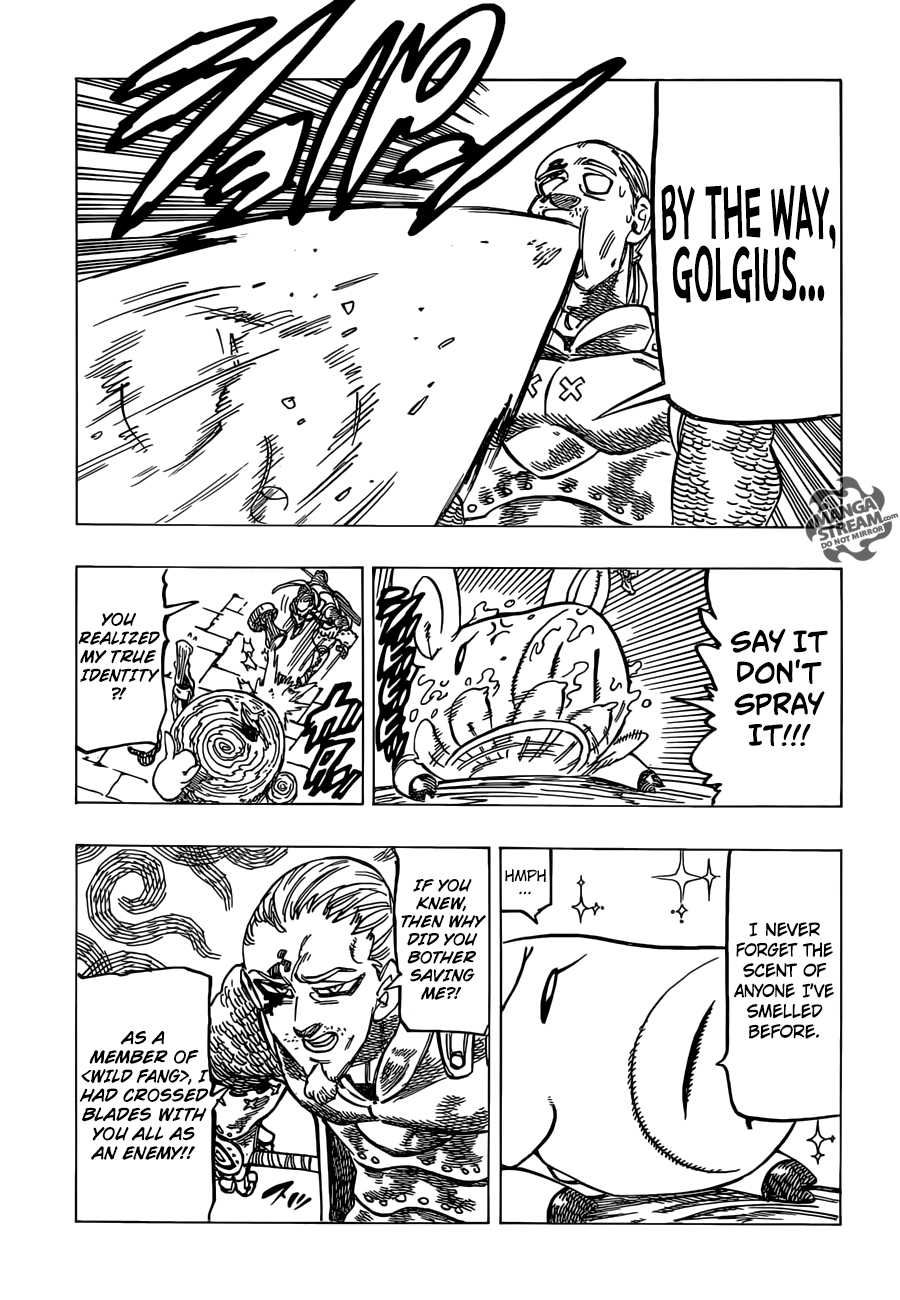 BY THE WAY,
GOLGIUS...
MANGA
STREAM.com
DO NOT MIRROR
SAY IT
DON'T
SPRAY
IT!!!
YOU
REALIZED
MY TRUE
IDENTITY
?!
I NEVER
FORGET THE
SCENT OF
ANYONE I'VE
SMELLED
BEFORE.
HMPH
...
IF YOU
KNEW,
THEN WHY
DID YOU
BOTHER
SAVING
ME?!
AS A
MEMBER OF
<WILD FANG>, I
HAD CROSSED
BLADES WITH
YOU ALL AS
AN ENEMY!!